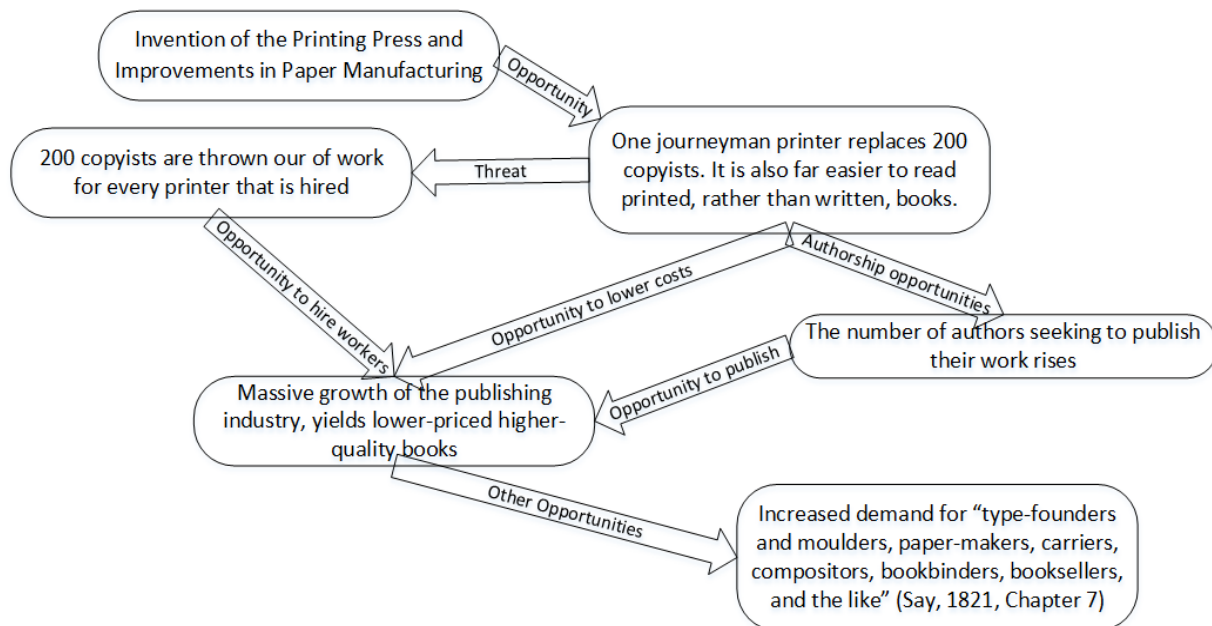 Invention of the Printing Press and
Improvements in Paper Manufacturing
Opportunity
One journeyman printer replaces 200
copyists. It is also far easier to read
printed, rather than written, books.
Threat
200 copyists are thrown our of work
for every printer that is hired
Opportunity to hire workers
Opportunity to lower costs
Authorship opportunities
The number of authors seeking to publish
their work rises
Opportunity to publish
Massive growth of the publishing
industry, yields lower-priced higher-
quality books
Other Opportunities
Increased demand for “type-founders
and moulders, paper-makers, carriers,
compositors, bookbinders, booksellers,
and the like” (Say, 1821, Chapter 7)